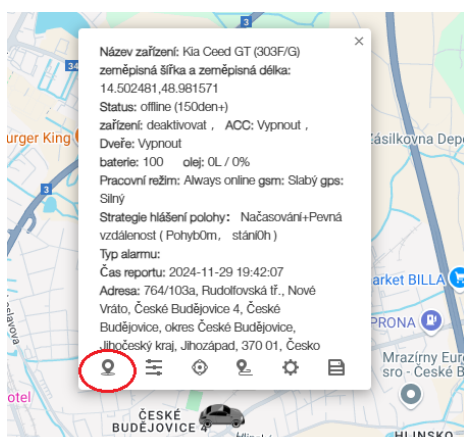 3
34
urger King
3
Název zařízení: Kia Ceed GT (303F/G)
zeměpisná šířka a zeměpisná délka:
14.502481,48.981571
Status: offline (150den+)
zařízení: deaktivovat , ACC: Vypnout ,
Dveře: Vypnout
baterie: 100 olej: 0L / 0%
Pracovní režim: Always online gsm: Slabý gps:
Silný
Strategie hlášení polohy: Načasování+Pevná
vzdálenost ( Pohyb0m , stání0h )
Typ alarmu:
Čas reportu: 2024-11-29 19:42:07
Adresa: 764/103a, Rudolfovská tř., Nové
Vráto, České Budějovice 4, České
Budějovice, okres České Budějovice,
Jihočeský kraj, Jihozápad, 370 01, Česko
×
Zásilkovna Depo
arket BILLA
PRONA
Mrazírny Eur
sro - České B
otel
ČESKÉ
BUDĚJOVICE 4
HLINSKO